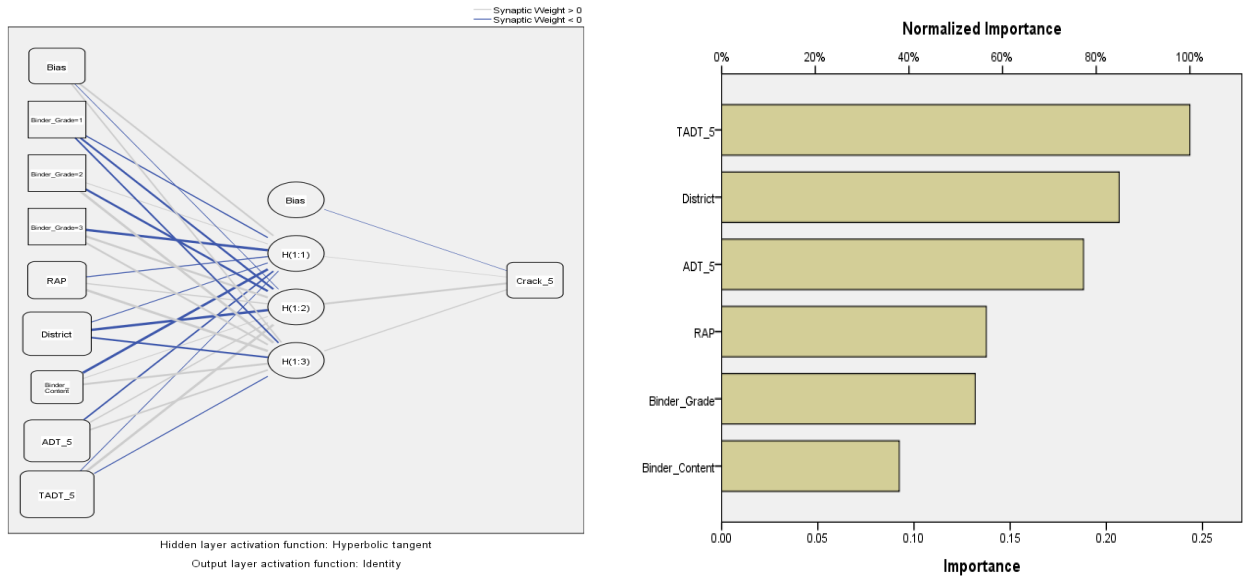 Synaptic Weight > 0
Synaptic Weight < 0
Bias
Binder_Grade=1
Binder_Grade=2
Binder_Grade=3
RAP
District
Binder_
Content
ADT_5
TADT_5
Bias
H(1:1)
H(1:2)
H(1:3)
Crack_5
Hidden layer activation function: Hyperbolic tangent
Output layer activation function: Identity
Normalized Importance
0% 20% 40% 60% 80% 100%
TADT_5
District
ADT_5
RAP
Binder_Grade
Binder_Content
0.00 0.05 0.10 0.15 0.20 0.25
Importance